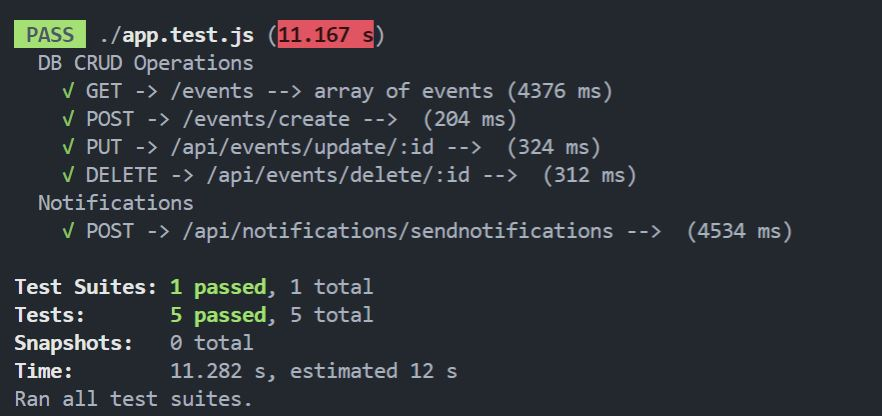 PASS ./app.test.js (11.167 s)
DB CRUD Operations
√ GET -> /events --> array of events (4376 ms)
√ POST -> /events/create -->  (204 ms)
√ PUT -> /api/events/update/:id -->  (324 ms)
√ DELETE -> /api/events/delete/:id -->  (312 ms)
Notifications
√ POST -> /api/notifications/sendnotifications -->  (4534 ms)
Test Suites: 1 passed, 1 total
Tests:       5 passed, 5 total
Snapshots:   0 total
Time:        11.282 s, estimated 12 s
Ran all test suites.